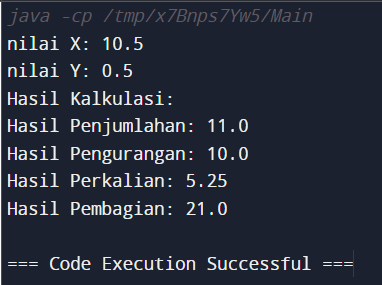 java -cp /tmp/x7Bnps7Yw5/Main
nilai X: 10.5
nilai Y: 0.5
Hasil Kalkulasi:
Hasil Penjumlahan: 11.0
Hasil Pengurangan: 10.0
Hasil Perkalian: 5.25
Hasil Pembagian: 21.0
=== Code Execution Successful ===